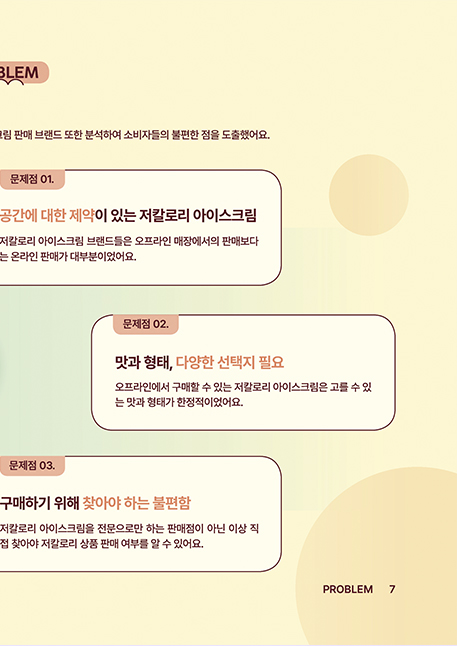 BLEM
크림 판매 브랜드 또한 분석하여 소비자들의 불편한 점을 도출했어요.
문제점 01.
공간에 대한 제약이 있는 저칼로리 아이스크림
저칼로리 아이스크림 브랜드들은 오프라인 매장에서의 판매보다
는 온라인 판매가 대부분이었어요.
문제점 02.
맛과 형태, 다양한 선택지 필요
오프라인에서 구매할 수 있는 저칼로리 아이스크림은 고를 수 있
는 맛과 형태가 한정적이었어요.
문제점 03.
구매하기 위해 찾아야 하는 불편함
저칼로리 아이스크림을 전문으로만 하는 판매점이 아닌 이상 직
접 찾아야 저칼로리 상품 판매 여부를 알 수 있어요.
PROBLEM 7